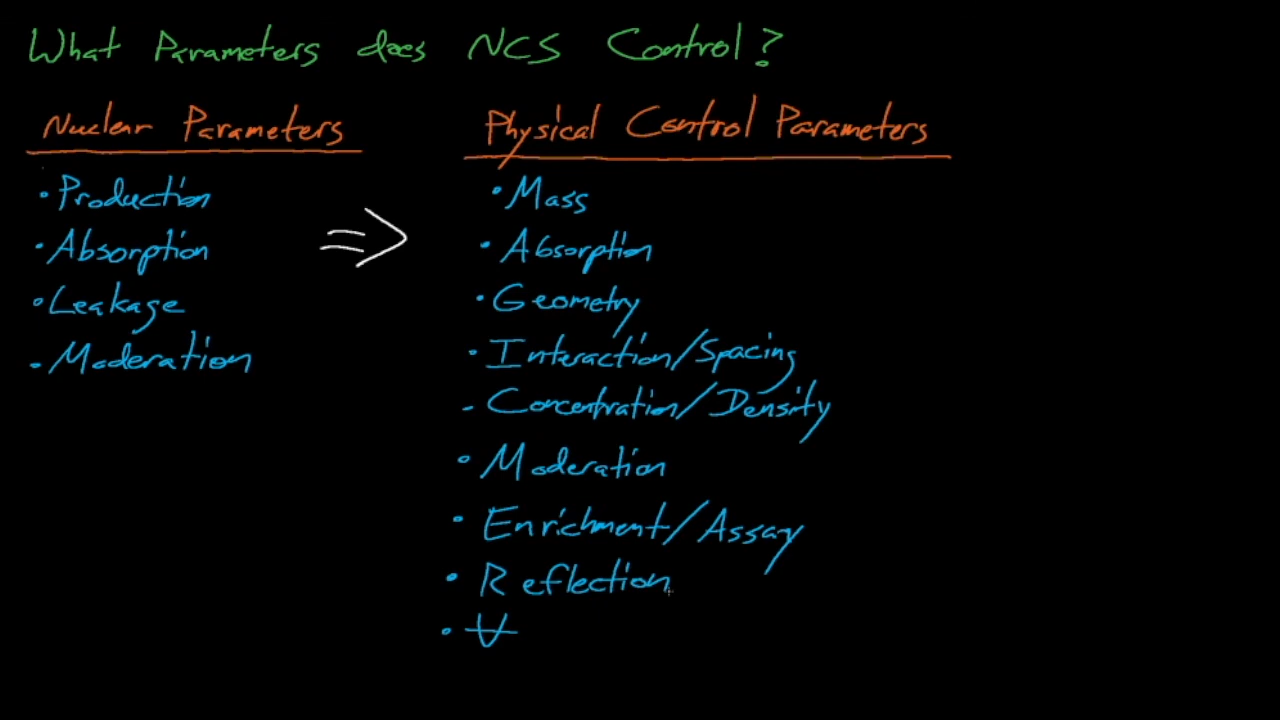 What Parameters does NCS Control?
Nuclear Parameters
• Production
• Absorption
• Leakage
• Moderation
⇒
Physical Control Parameters
• Mass
• Absorption
• Geometry
• Interaction/Spacing
- Concentration/Density
• Moderation
• Enrichment/Assay
• Reflection
• V